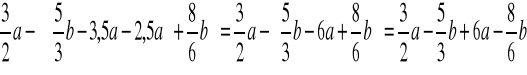 3/2 a − 5/3 b − 3,5a − 2,5a + 8/6 b = 3/2 a − 5/3 b − 6a + 8/6 b = 3/2 a − 5/3 b + 6a − 8/6 b